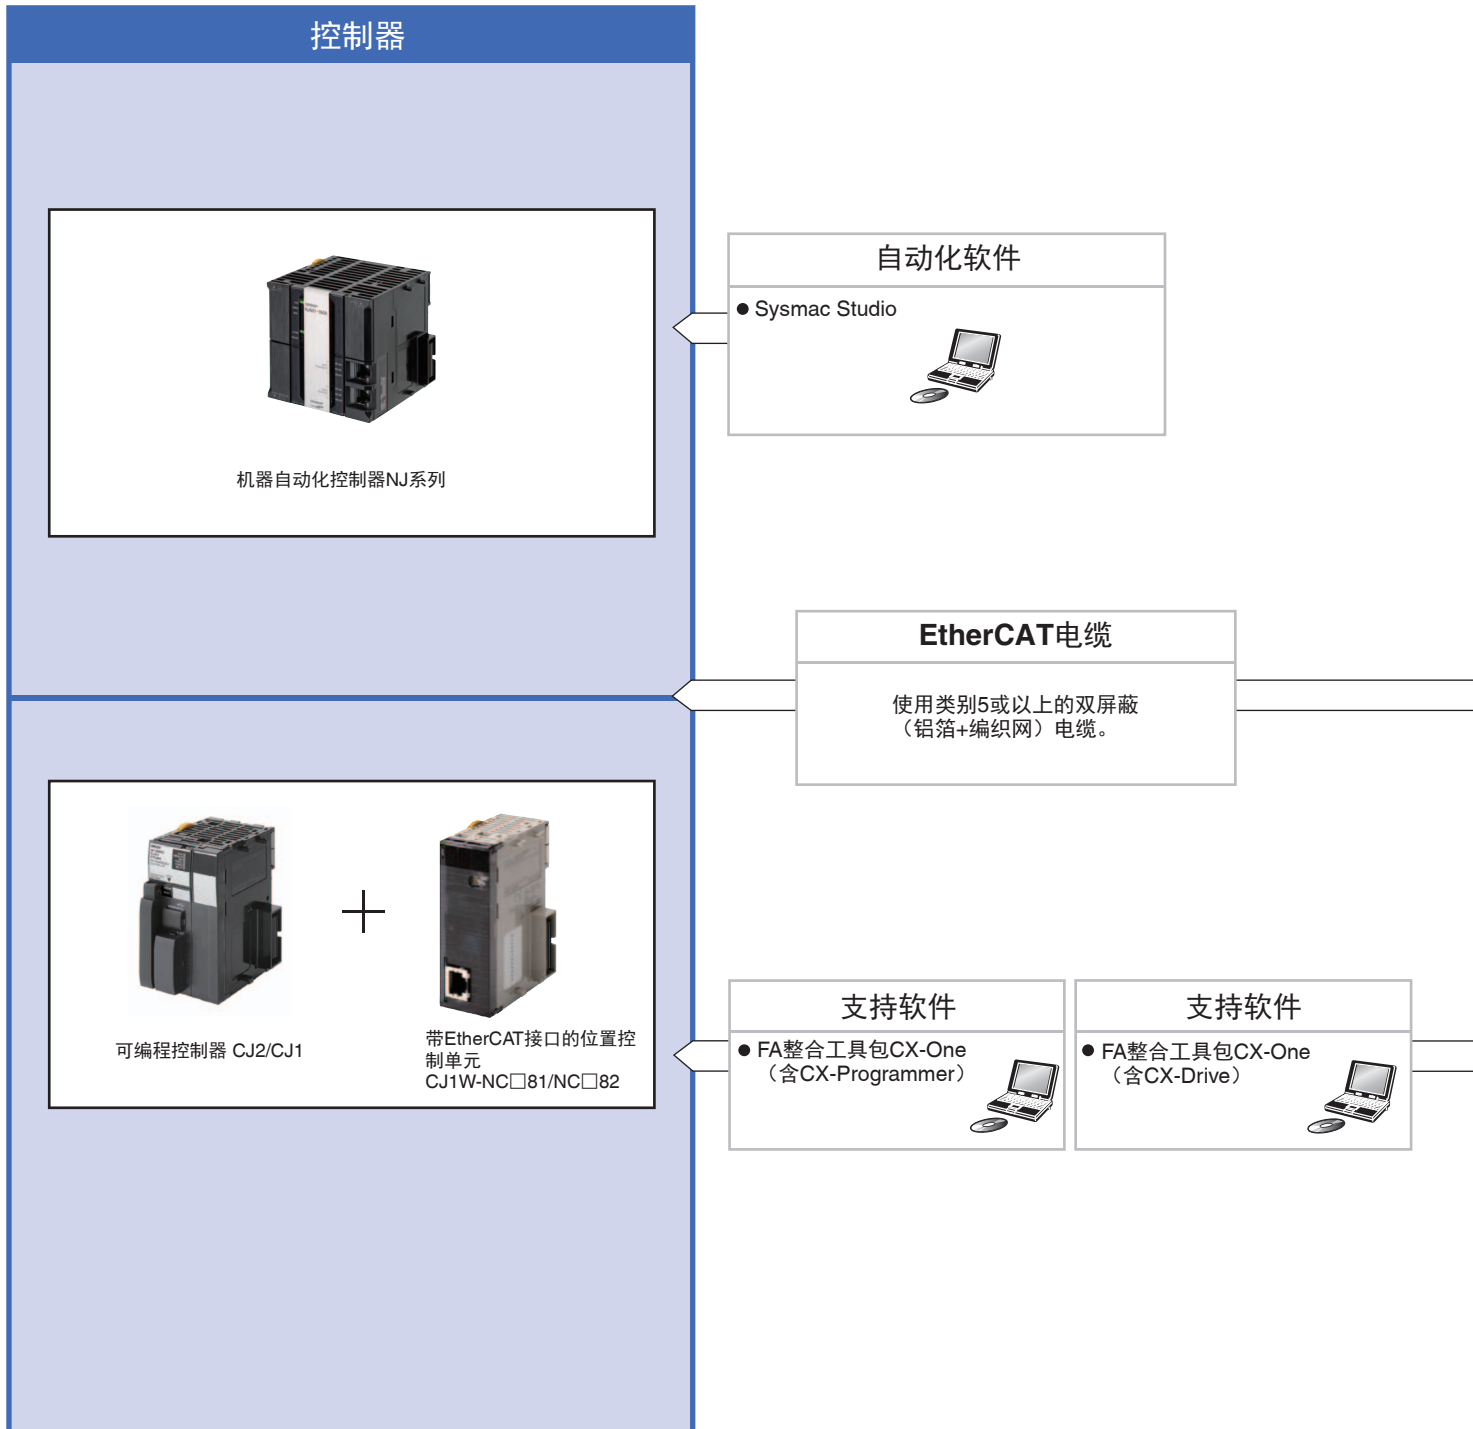 控制器
机器自动化控制器NJ系列
自动化软件
● Sysmac Studio
EtherCAT电缆
使用类别5或以上的双屏蔽
（铝箔+编织网）电缆。
可编程控制器 CJ2/CJ1
带EtherCAT接口的位置控
制单元
CJ1W-NC□81/NC□82
支持软件
● FA整合工具包CX-One
（含CX-Programmer）
支持软件
● FA整合工具包CX-One
（含CX-Drive）